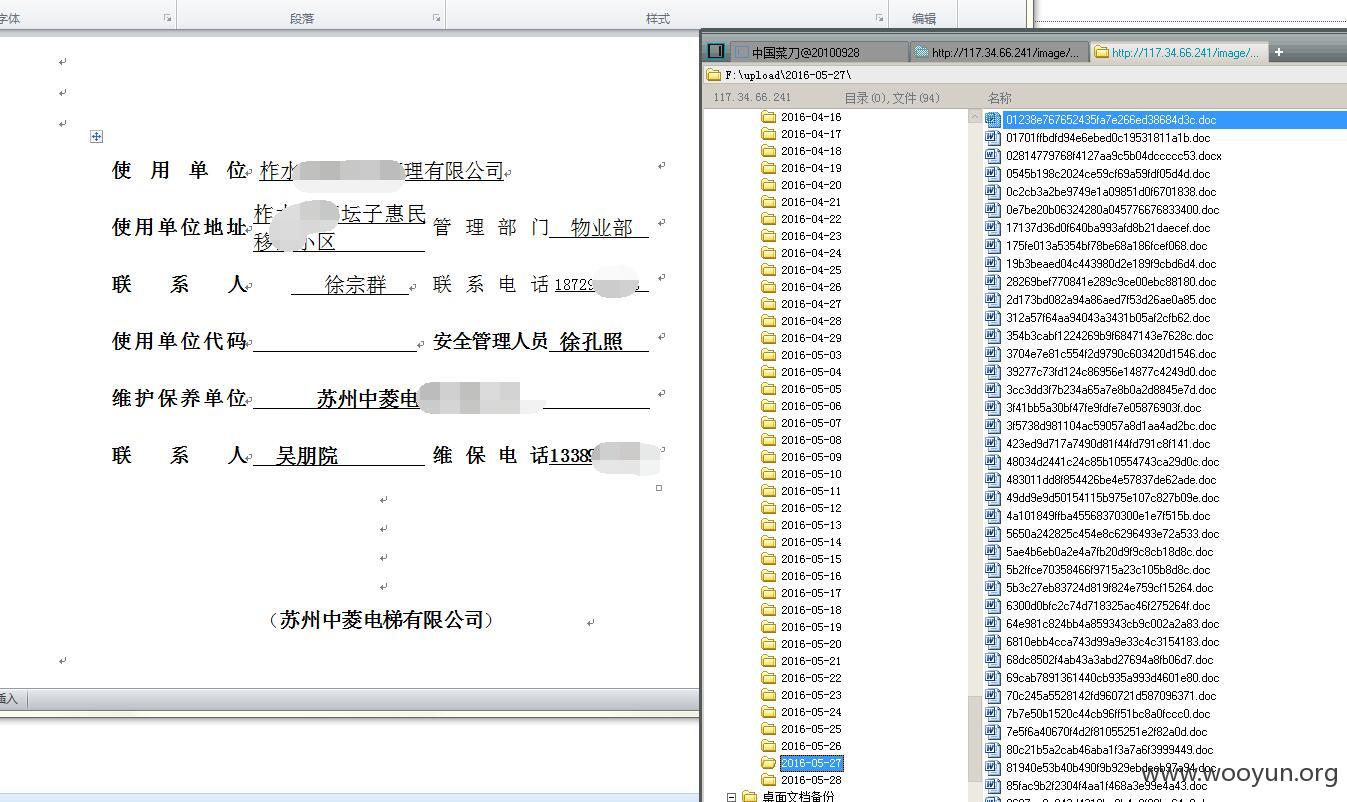 字体
段落
样式
编辑
使用单位 柞水 理有限公司
使用单位地址 柞 坛子惠民 管理部门 物业部
移 小区
联系人 徐宗群 联系电话 18729
使用单位代码 安全管理人员 徐孔照
维护保养单位 苏州中菱电
联系人 吴朋院 维保电话 1338
（苏州中菱电梯有限公司）
插入
中国菜刀@20100928
http://117.34.66.241/image/...
http://117.34.66.241/image/...
+
F:\upload\2016-05-27\
117.34.66.241
目录(0),文件(94)
名称
2016-04-16
2016-04-17
2016-04-18
2016-04-19
2016-04-20
2016-04-21
2016-04-22
2016-04-23
2016-04-24
2016-04-25
2016-04-26
2016-04-27
2016-04-28
2016-04-29
2016-05-03
2016-05-04
2016-05-05
2016-05-06
2016-05-07
2016-05-08
2016-05-09
2016-05-10
2016-05-11
2016-05-12
2016-05-13
2016-05-14
2016-05-15
2016-05-16
2016-05-17
2016-05-18
2016-05-19
2016-05-20
2016-05-21
2016-05-22
2016-05-23
2016-05-24
2016-05-25
2016-05-26
2016-05-27
2016-05-28
桌面文档备份
01238e767652435fa7e266ed38684d3c.doc
01701ffbdfd94e6ebed0c19531811a1b.doc
02814779768f4127aa9c5b04dccccc53.docx
0545b198c2024ce59cf69a59fdf05d4d.doc
0c2cb3a2be9749e1a09851d0f6701838.doc
0e7be20b06324280a045776676833400.doc
17137d36d0f640ba993afd8b21daecef.doc
175fe013a5354bf78be68a186fcef068.doc
19b3beaed04c443980d2e189f9cbd6d4.doc
28269bef770841e289c9ce00ebc88180.doc
2d173bd082a94a86aed7f53d26ae0a85.doc
312a57f64aa94043a3431b05af2cfb62.doc
354b3cabf1224269b9f6847143e7628c.doc
3704e7e81c554f2d9790c603420d1546.doc
39277c73fd124c86956e14877c4249d0.doc
3cc3dd3f7b234a65a7e8b0a2d8845e7d.doc
3f41bb5a30bf47fe9fdfe7e05876903f.doc
3f5738d981104ac59057a8d1aa4ad2bc.doc
423ed9d717a7490d81f44fd791c8f141.doc
48034d2441c24c85b10554743ca29d0c.doc
483011dd8f854426be4e57837de62ade.doc
49dd9e9d50154115b975e107c827b09e.doc
4a101849ffba45568370300e1e7f515b.doc
5650a242825c454e8c6296493e72a533.doc
5ae4b6eb0a2e4a7fb20d9f9c8cb18d8c.doc
5b2ffce70358466f9715a23c105b8d8c.doc
5b3c27eb83724d819f824e759cf15264.doc
6300d0bfc2c74d718325ac46f275264f.doc
64e981c824bb4a859343cb9c002a2a83.doc
6810ebb4cca743d99a9e33c4c3154183.doc
68dc8502f4ab43a3abd27694a8fb06d7.doc
69cab7891361440cb935a993d4601e80.doc
70c245a5528142fd960721d587096371.doc
7b7e50b1520c44cb96ff51bc8a0fccc0.doc
7e5f6a40670f4d2f81055251e2f82a0d.doc
80c21b5a2cab46aba1f3a7a6f3999449.doc
81940e53b40b490f9b929ebdeeb97a94.doc
85fac9b2f2304f4aa1f468a3e99e4a43.doc
www.wooyun.org